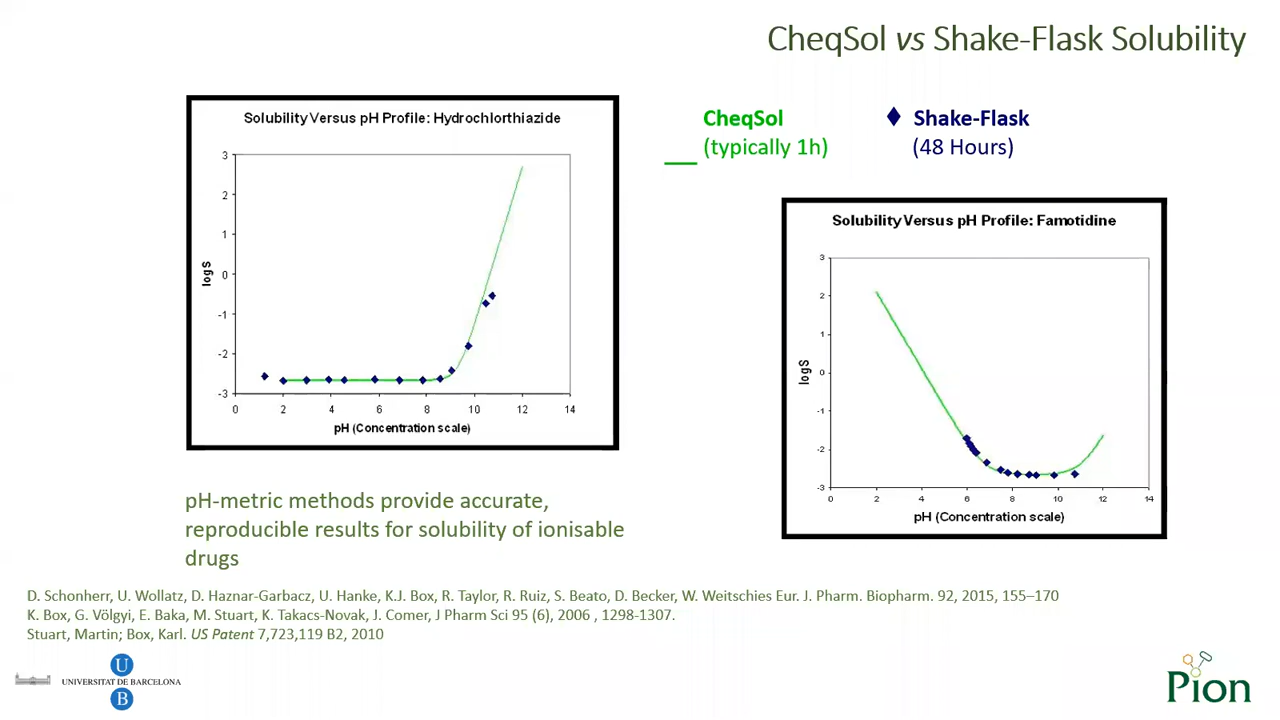 CheqSol vs Shake-Flask Solubility
Solubility Versus pH Profile: Hydrochlorthiazide
3
2
1
0
-1
-2
-3
logS
0 2 4 6 8 10 12 14
pH (Concentration scale)
CheqSol
(typically 1h)
Shake-Flask
(48 Hours)
Solubility Versus pH Profile: Famotidine
3
2
1
0
-1
-2
-3
logS
0 2 4 6 8 10 12 14
pH (Concentration scale)
pH-metric methods provide accurate,
reproducible results for solubility of ionisable
drugs
D. Schonherr, U. Wollatz, D. Haznar-Garbacz, U. Hanke, K.J. Box, R. Taylor, R. Ruiz, S. Beato, D. Becker, W. Weitschies Eur. J. Pharm. Biopharm. 92, 2015, 155–170
K. Box, G. Völgyi, E. Baka, M. Stuart, K. Takacs-Novak, J. Comer, J Pharm Sci 95 (6), 2006 , 1298-1307.
Stuart, Martin; Box, Karl. US Patent 7,723,119 B2, 2010
U
UNIVERSITAT DE BARCELONA
B
Pion